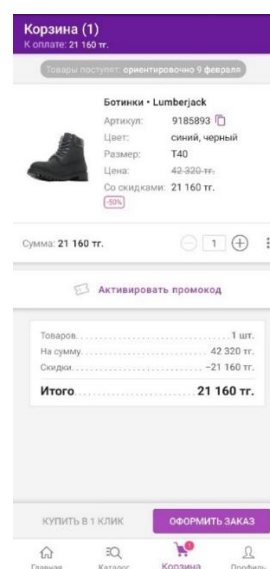 Корзина (1)
К оплате: 21 160 тг.
Товары поступят: ориентировочно 9 февраля
Ботинки • Lumberjack
Артикул: 9185893
Цвет: синий, черный
Размер: T40
Цена: 42 320 тг.
Со скидками: 21 160 тг.
-50%
Сумма: 21 160 тг. 1
Активировать промокод
Товаров 1 шт.
На сумму 42 320 тг.
Скидки −21 160 тг.
Итого 21 160 тг.
КУПИТЬ В 1 КЛИК ОФОРМИТЬ ЗАКАЗ
Главная Каталог Корзина Профиль